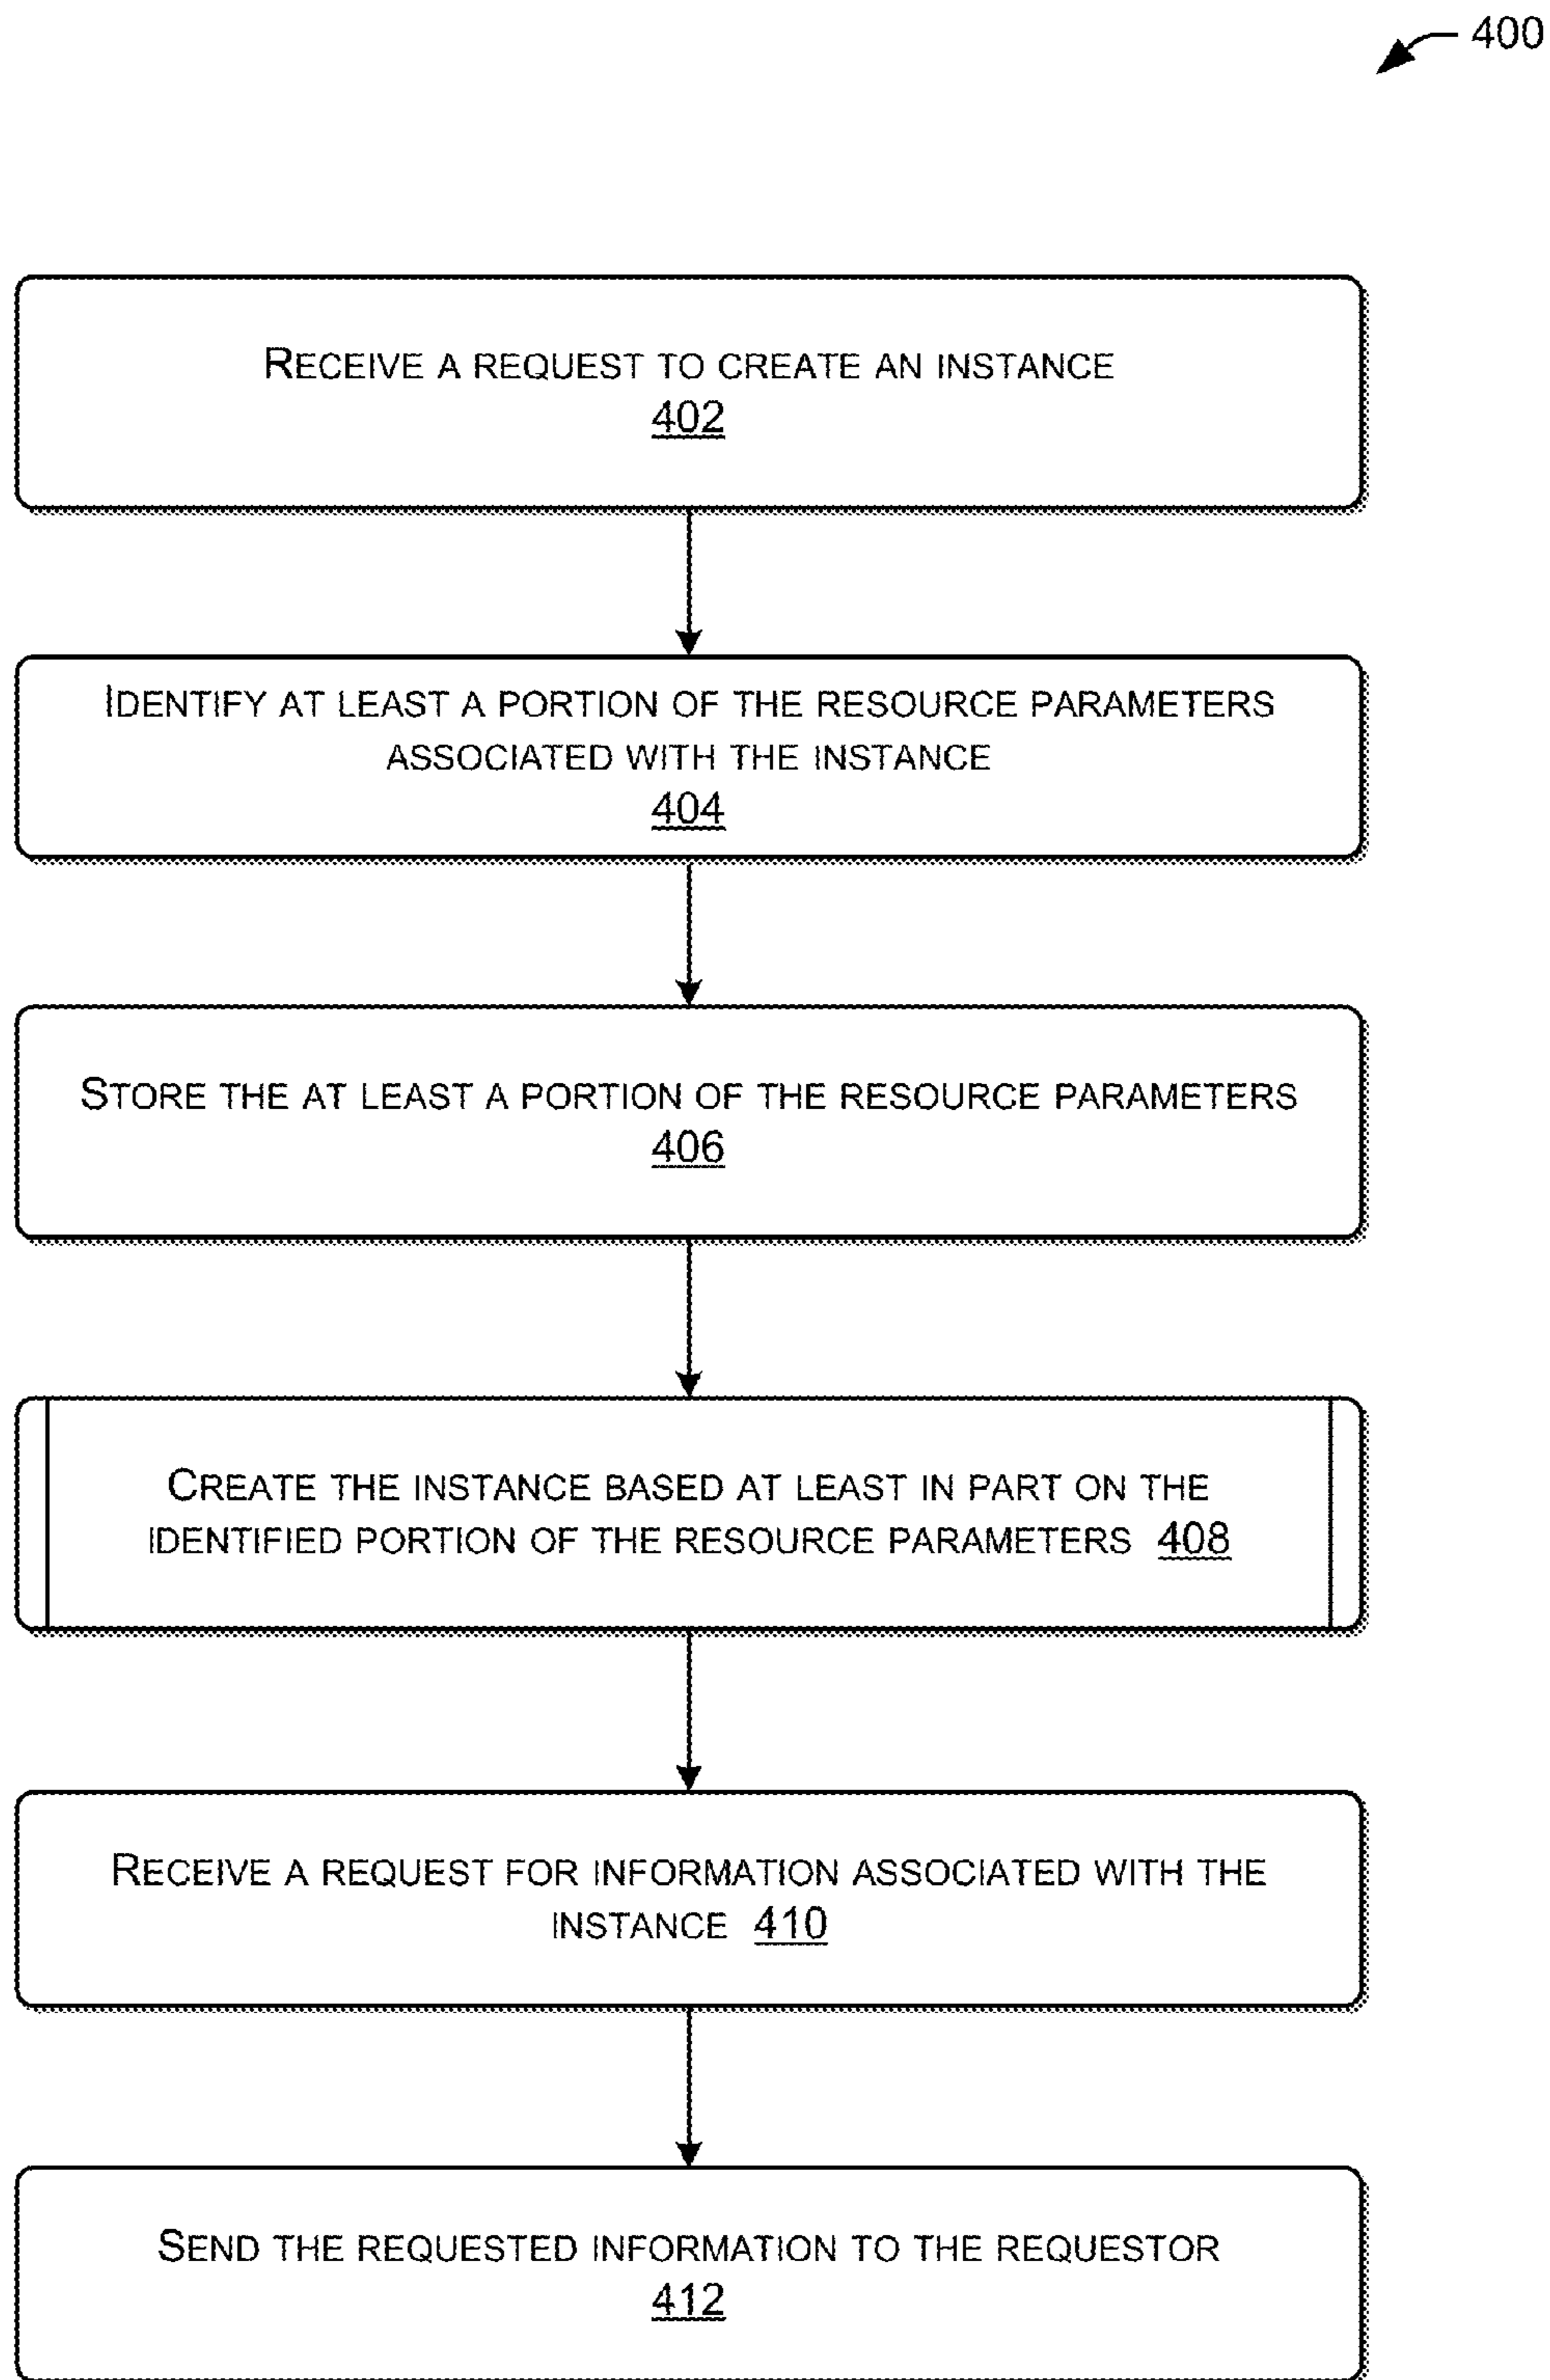 400
RECEIVE A REQUEST TO CREATE AN INSTANCE
402
IDENTIFY AT LEAST A PORTION OF THE RESOURCE PARAMETERS
ASSOCIATED WITH THE INSTANCE
404
STORE THE AT LEAST A PORTION OF THE RESOURCE PARAMETERS
406
CREATE THE INSTANCE BASED AT LEAST IN PART ON THE
IDENTIFIED PORTION OF THE RESOURCE PARAMETERS 408
RECEIVE A REQUEST FOR INFORMATION ASSOCIATED WITH THE
INSTANCE 410
SEND THE REQUESTED INFORMATION TO THE REQUESTOR
412